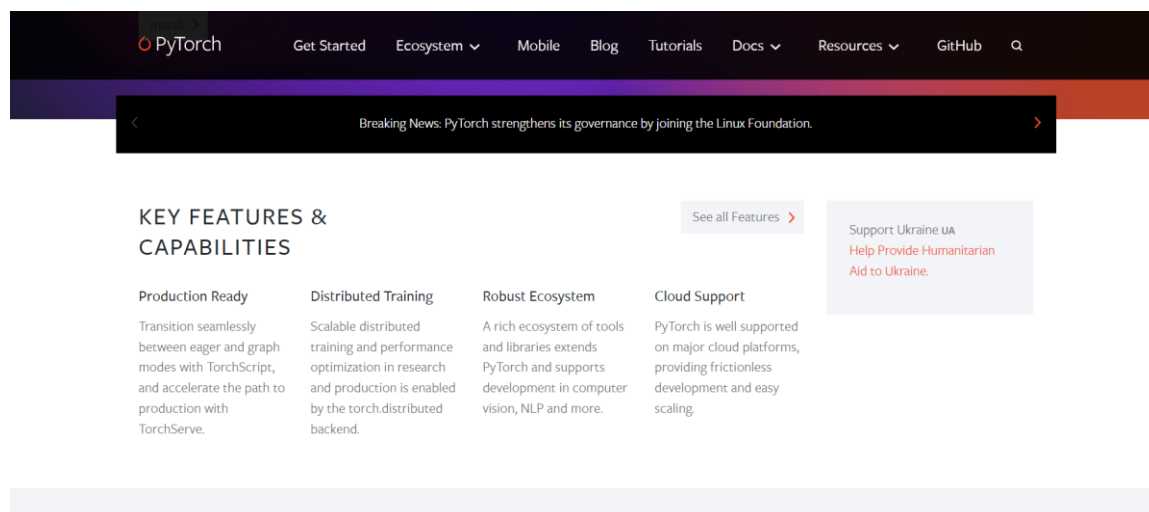 Install >
PyTorch
Get Started Ecosystem Mobile Blog Tutorials Docs Resources GitHub
Breaking News: PyTorch strengthens its governance by joining the Linux Foundation.
KEY FEATURES &
CAPABILITIES
See all Features >
Support Ukraine UA
Help Provide Humanitarian
Aid to Ukraine.
Production Ready
Transition seamlessly
between eager and graph
modes with TorchScript,
and accelerate the path to
production with
TorchServe.
Distributed Training
Scalable distributed
training and performance
optimization in research
and production is enabled
by the torch.distributed
backend.
Robust Ecosystem
A rich ecosystem of tools
and libraries extends
PyTorch and supports
development in computer
vision, NLP and more.
Cloud Support
PyTorch is well supported
on major cloud platforms,
providing frictionless
development and easy
scaling.